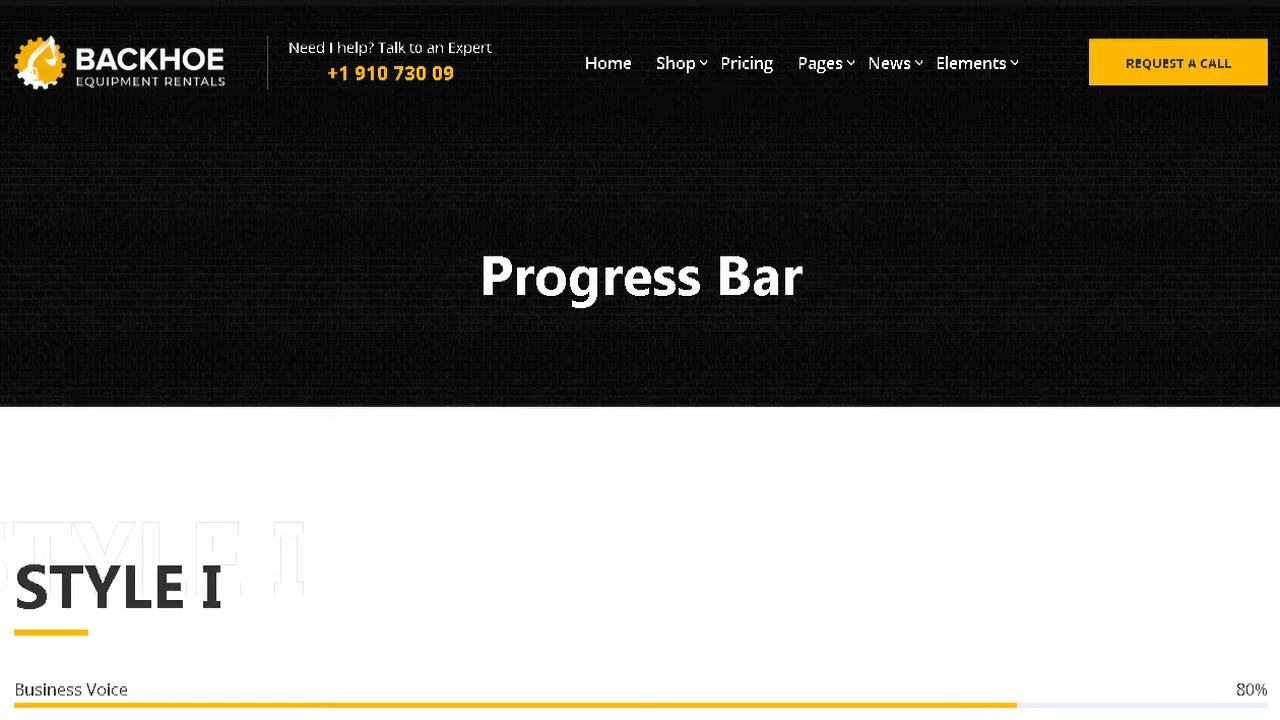 BACKHOE
EQUIPMENT RENTALS
Need I help? Talk to an Expert
+1 910 730 09
Home Shop Pricing Pages News Elements
REQUEST A CALL
Progress Bar
STYLE I
STYLE I
Business Voice 80%